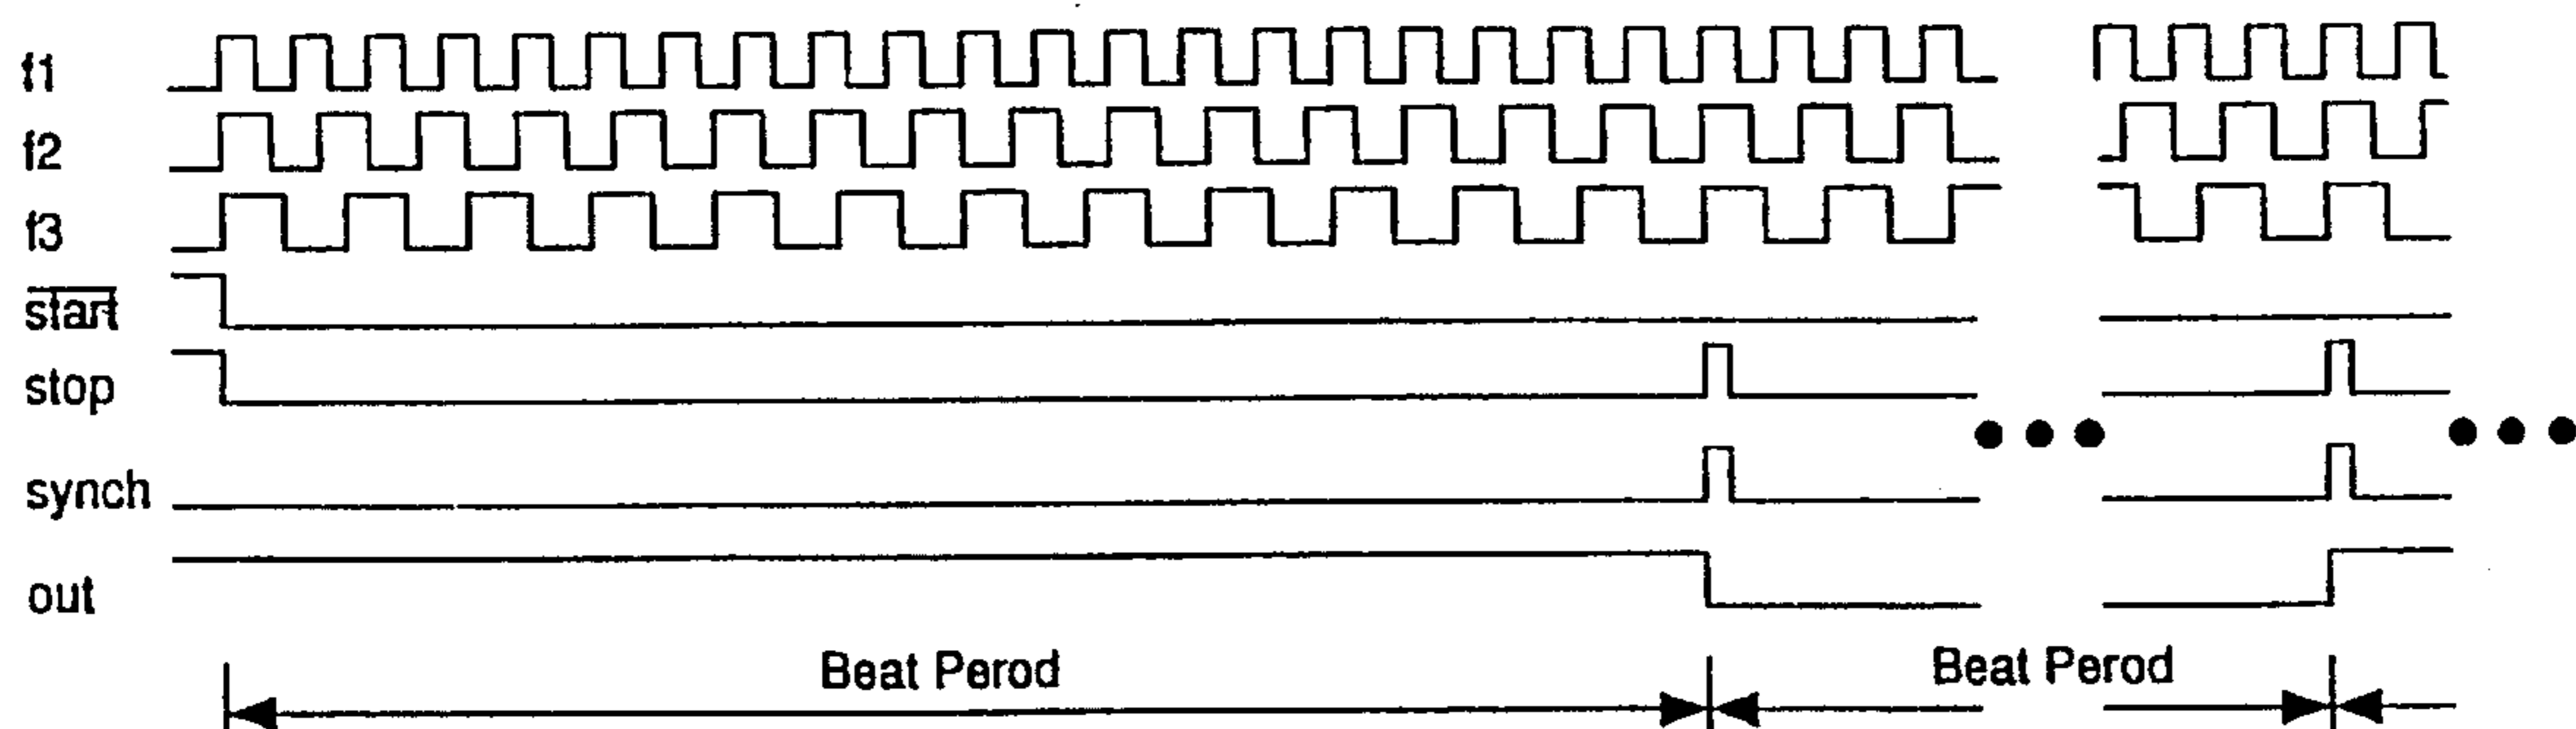 f1
f2
f3
start
stop
synch
out
Beat Perod
Beat Perod